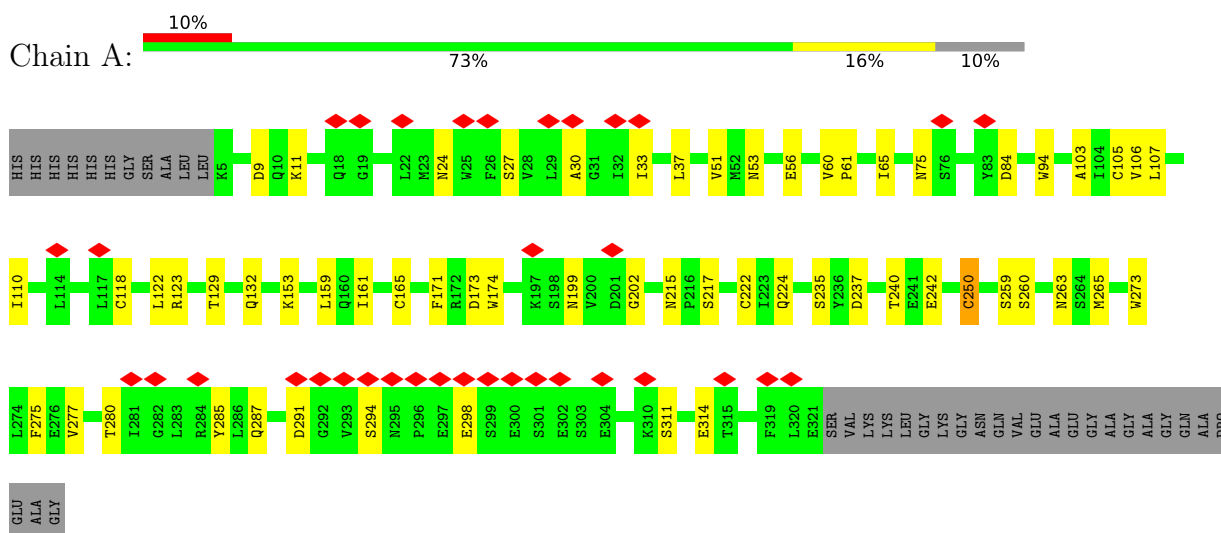 10%
Chain A:
73% 16% 10%
HIS HIS HIS HIS HIS HIS GLY SER ALA LEU LEU K5 D9 Q10 K11 Q18 G19 L22 M23 N24 W25 F26 S27 V28 L29 A30 G31 I32 I33 L37 V51 M52 N53 E56 V60 P61 I65 N75 S76 Y83 D84 W94 A103 I104 C105 V106 L107
I110 L114 L117 C118 L122 R123 T129 Q132 K153 L159 Q160 I161 C165 F171 R172 D173 W174 K197 S198 N199 V200 D201 G202 N215 P216 S217 C222 I223 Q224 S235 Y236 D237 T240 E241 E242 C250 S259 S260 N263 S264 M265 W273
L274 F275 E276 V277 T280 I281 G282 L283 R284 Y285 L286 Q287 D291 G292 V293 S294 N295 P296 E297 E298 S299 E300 S301 E302 S303 E304 K310 S311 E314 T315 F319 L320 E321 SER VAL LYS LYS LEU GLY LYS GLY ASN GLN VAL GLU ALA GLU GLY ALA GLY ALA GLY GLN ALA PRO
GLU ALA GLY